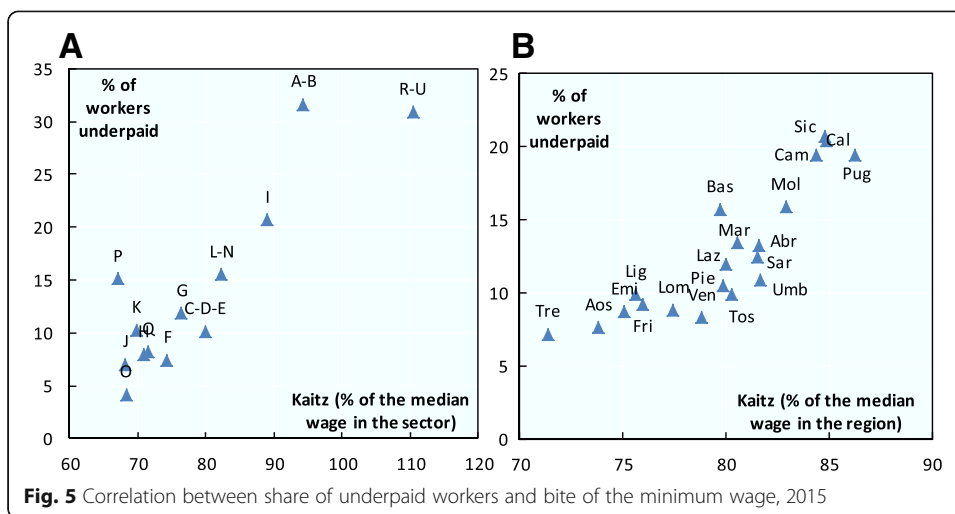 A
35
30
25
20
15
10
5
0
60 70 80 90 100 110 120
% of
workers
underpaid
A-B
R-U
I
L-N
P
G
C-D-E
K
Q
H
F
J
O
Kaitz (% of the median
wage in the sector)
B
25
20
15
10
5
0
70 75 80 85 90
% of
workers
underpaid
Sic
Cal
Cam
Pug
Mol
Bas
Mar
Abr
Laz
Sar
Lig
Pie
Umb
Emi
Lom
Ven
Tos
Tre
Aos
Fri
Kaitz (% of the median
wage in the region)
Fig. 5 Correlation between share of underpaid workers and bite of the minimum wage, 2015